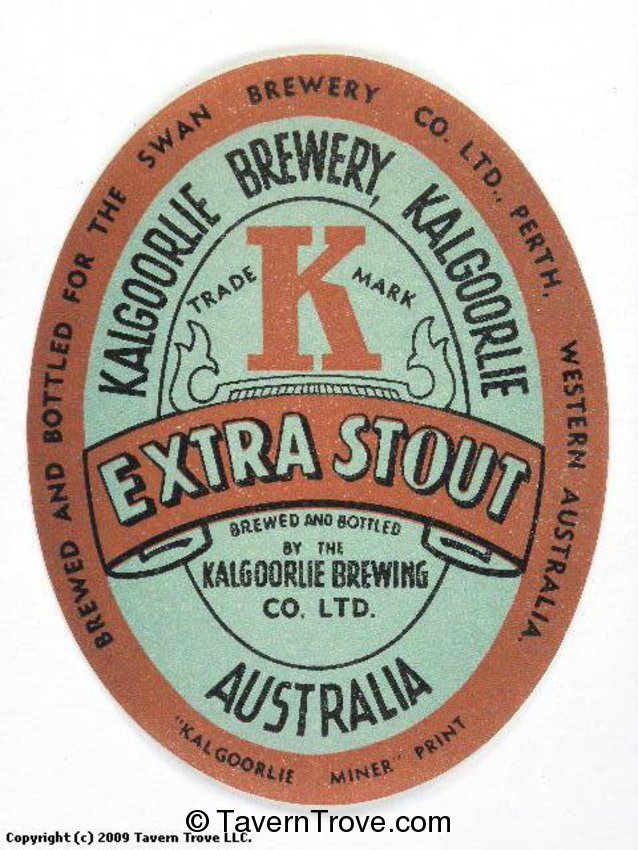 BREWED AND BOTTLED FOR THE SWAN BREWERY CO. LTD., PERTH, WESTERN AUSTRALIA.
KALGOORLIE BREWERY, KALGOORLIE
K
TRADE MARK
EXTRA STOUT
BREWED AND BOTTLED
BY THE
KALGOORLIE BREWING
CO. LTD.
AUSTRALIA
"KALGOORLIE MINER" PRINT
© TavernTrove.com
Copyright (c) 2009 Tavern Trove LLC.